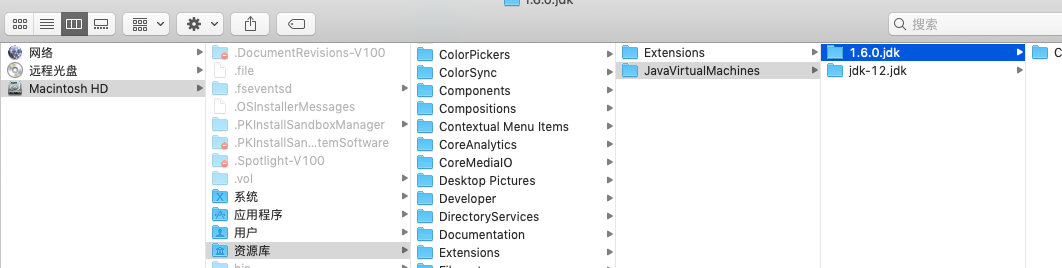 1.6.0.jdk
搜索
网络
远程光盘
Macintosh HD
.DocumentRevisions-V100
.file
.fseventsd
.OSInstallerMessages
.PKInstallSandboxManager
.PKInstallSan...temSoftware
.Spotlight-V100
.vol
系统
应用程序
用户
资源库
bin
ColorPickers
ColorSync
Components
Compositions
Contextual Menu Items
CoreAnalytics
CoreMediaIO
Desktop Pictures
Developer
DirectoryServices
Documentation
Extensions
Extensions
JavaVirtualMachines
1.6.0.jdk
jdk-12.jdk